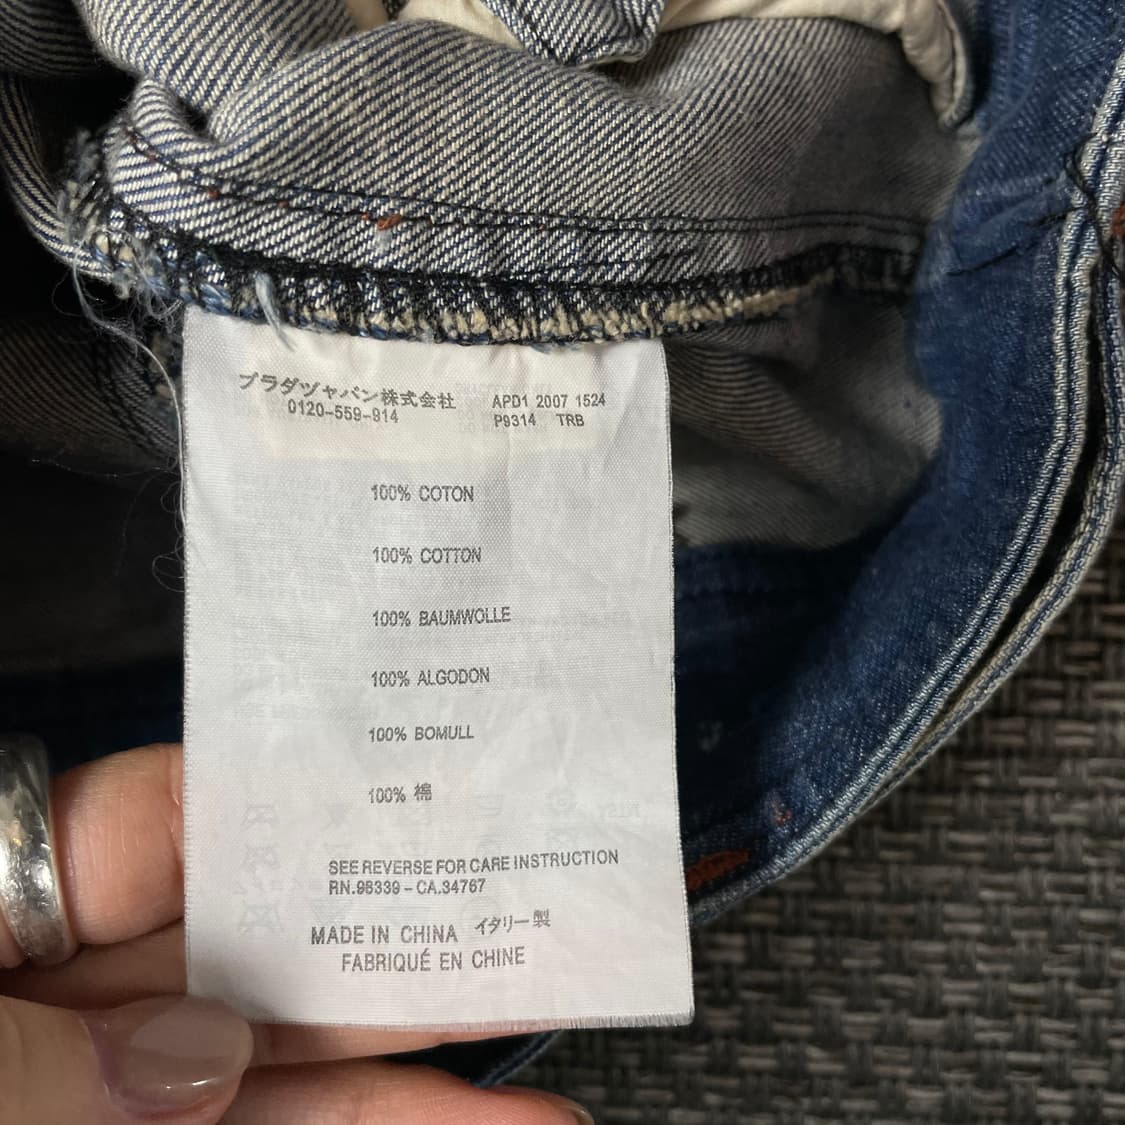 プラダジャパン株式会社 APD1 2007 1524
0120-559-914 P9314 TRB
100% COTON
100% COTTON
100% BAUMWOLLE
100% ALGODON
100% BOMULL
100% 棉
SEE REVERSE FOR CARE INSTRUCTION
RN.98339 - CA.34767
MADE IN CHINA イタリー製
FABRIQUÉ EN CHINE